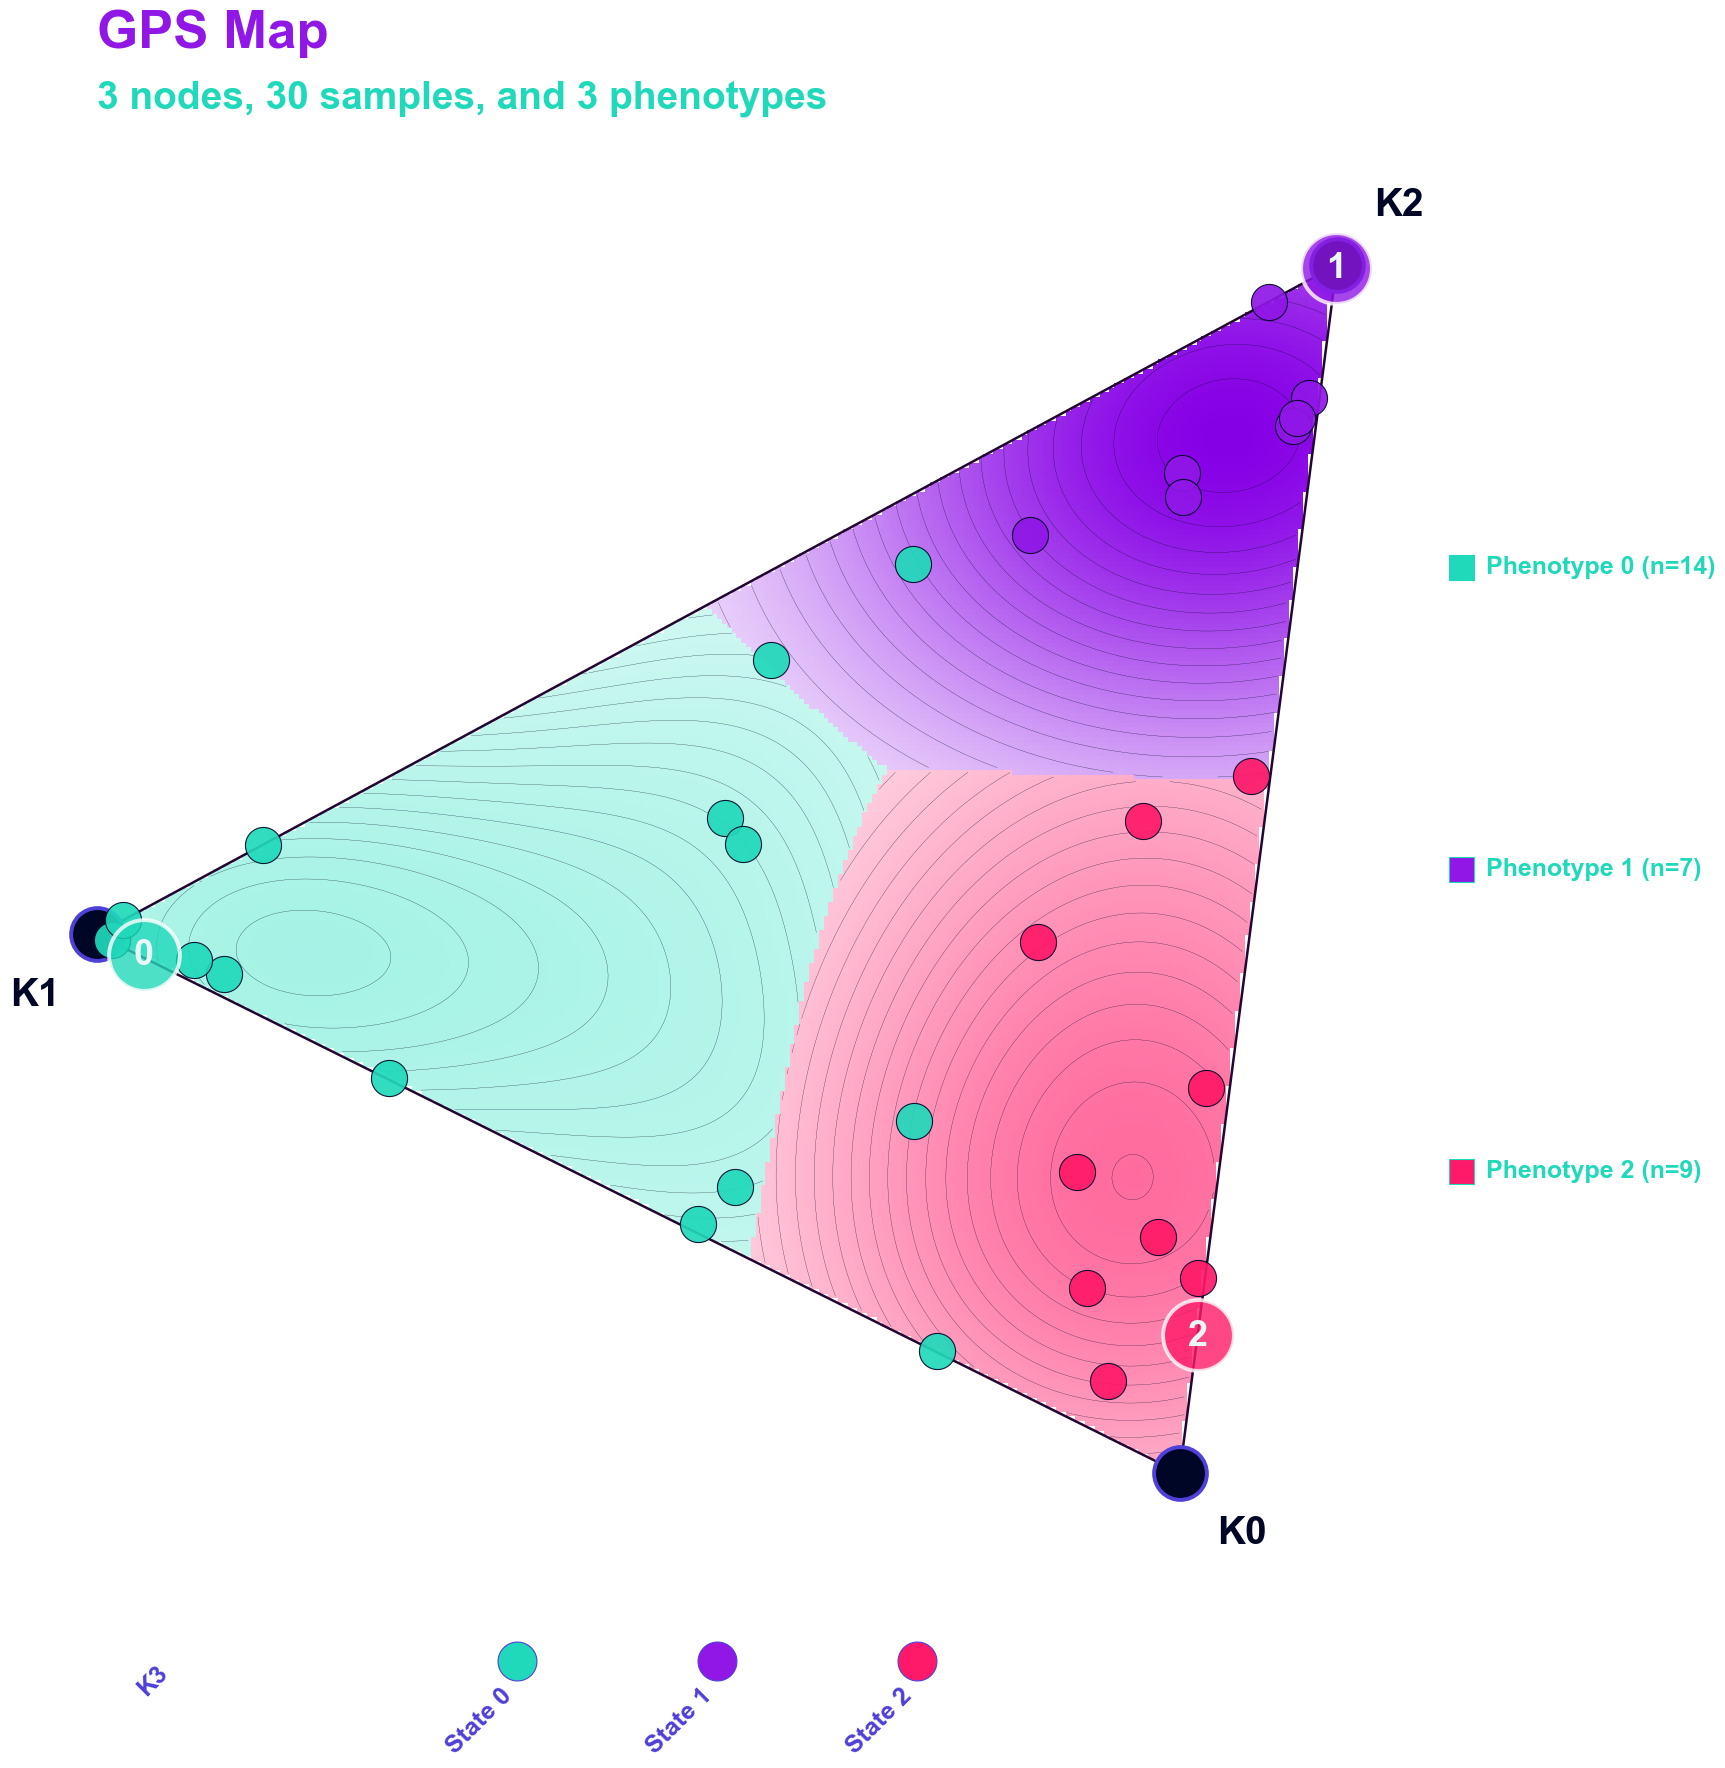 GPS Map
3 nodes, 30 samples, and 3 phenotypes
K2
1
Phenotype 0 (n=14)
Phenotype 1 (n=7)
0
K1
Phenotype 2 (n=9)
2
K0
K3
State 0
State 1
State 2